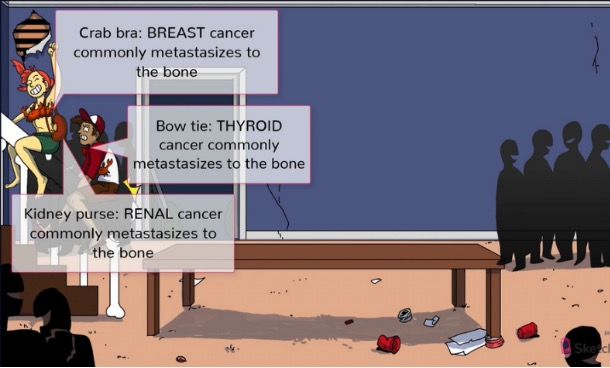 Crab bra: BREAST cancer
commonly metastasizes to
the bone
Bow tie: THYROID
cancer commonly
metastasizes to the bone
Kidney purse: RENAL cancer
commonly metastasizes to
the bone
Sketch